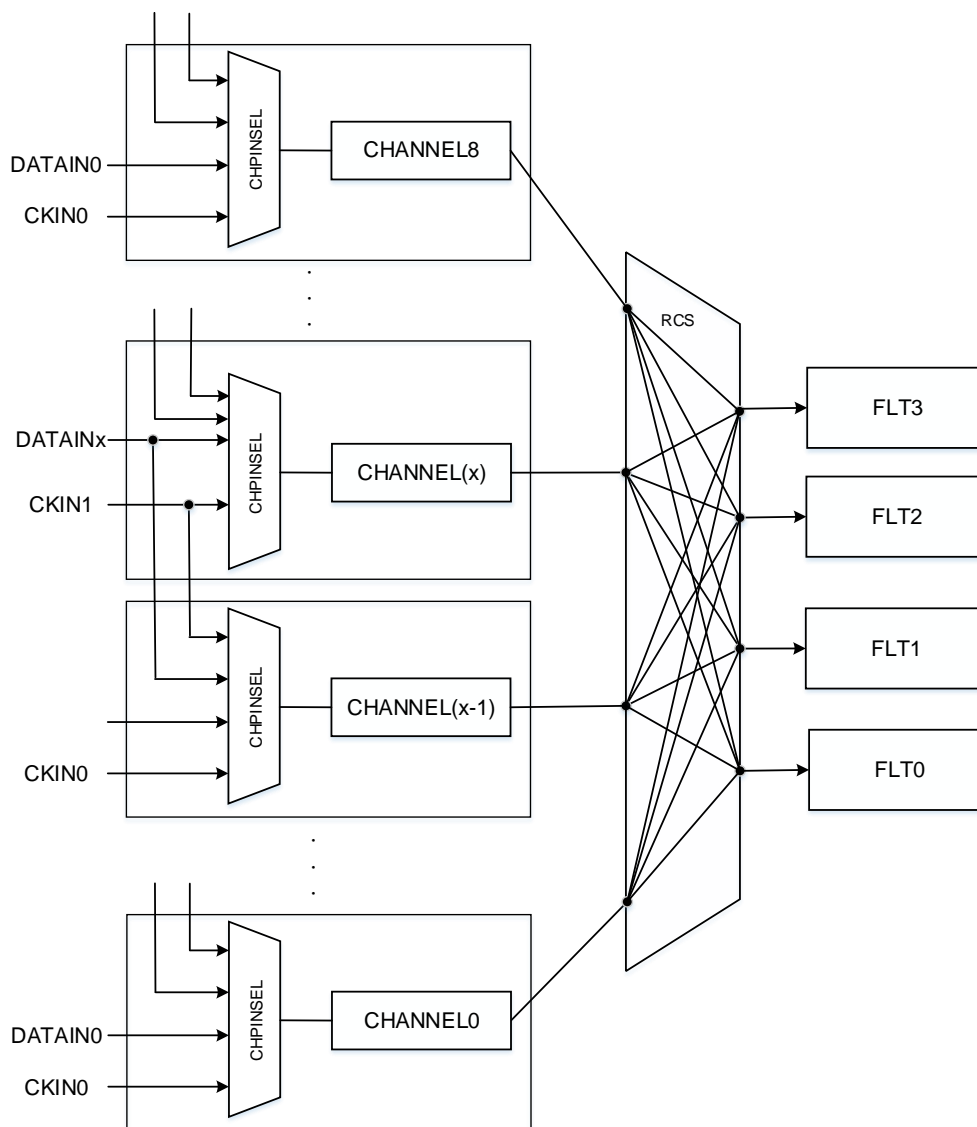 CHPINSEL
CHANNEL8
DATAIN0
CKIN0
RCS
CHPINSEL
FLT3
DATAINx
CHANNEL(x)
CKIN1
FLT2
CHPINSEL
FLT1
CHANNEL(x-1)
CKIN0
FLT0
CHPINSEL
CHANNEL0
DATAIN0
CKIN0